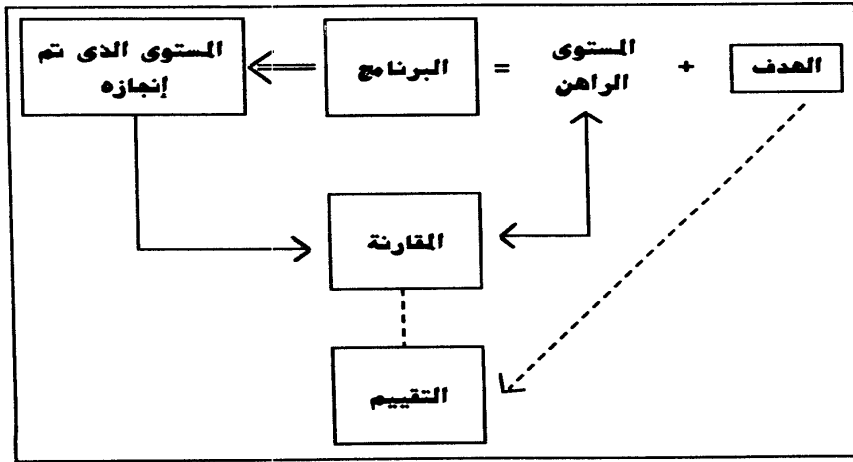 الهدف
+
المستوى
الراهن
=
البرنامج
المستوى الذى تم
إنجازه
المقارنة
التقييم